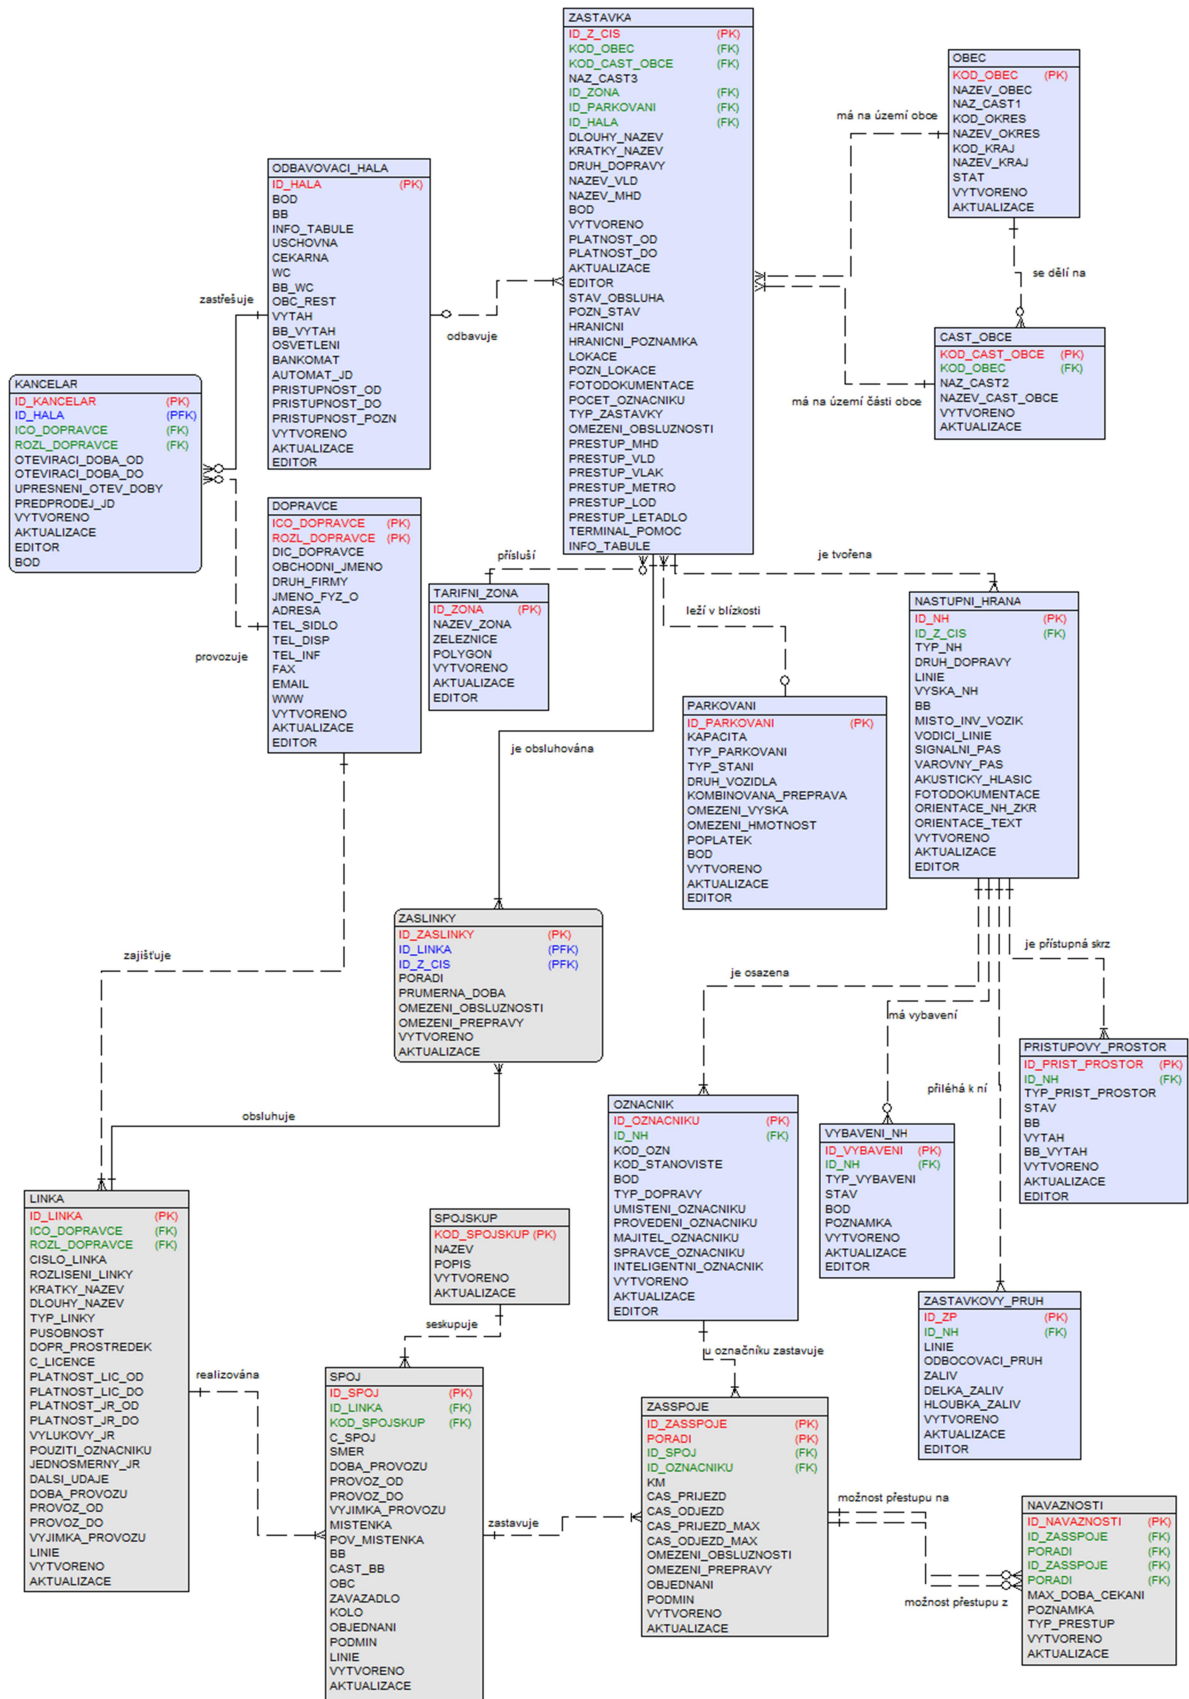 ZASTAVKA
ID_Z_CIS (PK)
KOD_OBEC (FK)
KOD_CAST_OBCE (FK)
NAZ_CAST3
ID_ZONA (FK)
ID_PARKOVANI (FK)
ID_HALA (FK)
DLOUHY_NAZEV
KRATKY_NAZEV
DRUH_DOPRAVY
NAZEV_VLD
NAZEV_MHD
BOD
VYTVORENO
PLATNOST_OD
PLATNOST_DO
AKTUALIZACE
EDITOR
STAV_OBSLUHA
POZN_STAV
HRANICNI
HRANICNI_POZNAMKA
LOKACE
POZN_LOKACE
FOTODOKUMENTACE
POCET_OZNACNIKU
TYP_ZASTAVKY
OMEZENI_OBSLUZNOSTI
PRESTUP_MHD
PRESTUP_VLD
PRESTUP_VLAK
PRESTUP_METRO
PRESTUP_LOD
PRESTUP_LETADLO
TERMINAL_POMOC
INFO_TABULE
OBEC
KOD_OBEC (PK)
NAZEV_OBEC
NAZ_CAST1
KOD_OKRES
NAZEV_OKRES
KOD_KRAJ
NAZEV_KRAJ
STAT
VYTVORENO
AKTUALIZACE
má na území obce
se dělí na
CAST_OBCE
KOD_CAST_OBCE (PK)
KOD_OBEC (FK)
NAZ_CAST2
NAZEV_CAST_OBCE
VYTVORENO
AKTUALIZACE
má na území části obce
ODBAVOVACI_HALA
ID_HALA (PK)
BOD
BB
INFO_TABULE
USCHOVNA
CEKARNA
WC
BB_WC
OBC_REST
VYTAH
BB_VYTAH
OSVETLENI
BANKOMAT
AUTOMAT_JD
PRISTUPNOST_OD
PRISTUPNOST_DO
PRISTUPNOST_POZN
VYTVORENO
AKTUALIZACE
EDITOR
zastřešuje
odbavuje
KANCELAR
ID_KANCELAR (PK)
ID_HALA (PFK)
ICO_DOPRAVCE (FK)
ROZL_DOPRAVCE (FK)
OTEVIRACI_DOBA_OD
OTEVIRACI_DOBA_DO
UPRESNENI_OTEV_DOBY
PREDPRODEJ_JD
VYTVORENO
AKTUALIZACE
EDITOR
BOD
DOPRAVCE
ICO_DOPRAVCE (PK)
ROZL_DOPRAVCE (PK)
DIC_DOPRAVCE
OBCHODNI_JMENO
DRUH_FIRMY
JMENO_FYZ_O
ADRESA
TEL_SIDLO
TEL_DISP
TEL_INF
FAX
EMAIL
WWW
VYTVORENO
AKTUALIZACE
EDITOR
provozuje
přísluší
TARIFNI_ZONA
ID_ZONA (PK)
NAZEV_ZONA
ZELEZNICE
POLYGON
VYTVORENO
AKTUALIZACE
EDITOR
leží v blízkosti
je tvořena
PARKOVANI
ID_PARKOVANI (PK)
KAPACITA
TYP_PARKOVANI
TYP_STANI
DRUH_VOZIDLA
KOMBINOVANA_PREPRAVA
OMEZENI_VYSKA
OMEZENI_HMOTNOST
POPLATEK
BOD
VYTVORENO
AKTUALIZACE
EDITOR
NASTUPNI_HRANA
ID_NH (PK)
ID_Z_CIS (FK)
TYP_NH
DRUH_DOPRAVY
LINIE
VYSKA_NH
BB
MISTO_INV_VOZIK
VODICI_LINIE
SIGNALNI_PAS
VAROVNY_PAS
AKUSTICKY_HLASIC
FOTODOKUMENTACE
ORIENTACE_NH_ZKR
ORIENTACE_TEXT
VYTVORENO
AKTUALIZACE
EDITOR
je obsluhována
ZASLINKY
ID_ZASLINKY (PK)
ID_LINKA (PFK)
ID_Z_CIS (PFK)
PORADI
PRUMERNA_DOBA
OMEZENI_OBSLUZNOSTI
OMEZENI_PREPRAVY
VYTVORENO
AKTUALIZACE
zajišťuje
obsluhuje
je osazena
má vybavení
přiléhá k ní
je přístupná skrz
PRISTUPOVY_PROSTOR
ID_PRIST_PROSTOR (PK)
ID_NH (FK)
TYP_PRIST_PROSTOR
STAV
BB
VYTAH
BB_VYTAH
VYTVORENO
AKTUALIZACE
EDITOR
OZNACNIK
ID_OZNACNIKU (PK)
ID_NH (FK)
KOD_OZN
KOD_STANOVISTE
BOD
TYP_DOPRAVY
UMISTENI_OZNACNIKU
PROVEDENI_OZNACNIKU
MAJITEL_OZNACNIKU
SPRAVCE_OZNACNIKU
INTELIGENTNI_OZNACNIK
VYTVORENO
AKTUALIZACE
EDITOR
VYBAVENI_NH
ID_VYBAVENI (PK)
ID_NH (FK)
TYP_VYBAVENI
STAV
BOD
POZNAMKA
VYTVORENO
AKTUALIZACE
EDITOR
ZASTAVKOVY_PRUH
ID_ZP (PK)
ID_NH (FK)
LINIE
ODBOCOVACI_PRUH
ZALIV
DELKA_ZALIV
HLOUBKA_ZALIV
VYTVORENO
AKTUALIZACE
EDITOR
LINKA
ID_LINKA (PK)
ICO_DOPRAVCE (FK)
ROZL_DOPRAVCE (FK)
CISLO_LINKA
ROZLISENI_LINKY
KRATKY_NAZEV
DLOUHY_NAZEV
TYP_LINKY
PUSOBNOST
DOPR_PROSTREDEK
C_LICENCE
PLATNOST_LIC_OD
PLATNOST_LIC_DO
PLATNOST_JR_OD
PLATNOST_JR_DO
VYLUKOVY_JR
POUZITI_OZNACNIKU
JEDNOSMERNY_JR
DALSI_UDAJE
DOBA_PROVOZU
PROVOZ_OD
PROVOZ_DO
VYJIMKA_PROVOZU
LINIE
VYTVORENO
AKTUALIZACE
SPOJSKUP
KOD_SPOJSKUP (PK)
NAZEV
POPIS
VYTVORENO
AKTUALIZACE
seskupuje
realizována
SPOJ
ID_SPOJ (PK)
ID_LINKA (FK)
KOD_SPOJSKUP (FK)
C_SPOJ
SMER
DOBA_PROVOZU
PROVOZ_OD
PROVOZ_DO
VYJIMKA_PROVOZU
MISTENKA
POV_MISTENKA
BB
CAST_BB
OBC
ZAVAZADLO
KOLO
OBJEDNANI
PODMIN
LINIE
VYTVORENO
AKTUALIZACE
zastavuje
u označníku zastavuje
ZASSPOJE
ID_ZASSPOJE (PK)
PORADI (PK)
ID_SPOJ (FK)
ID_OZNACNIKU (FK)
KM
CAS_PRIJEZD
CAS_ODJEZD
CAS_PRIJEZD_MAX
CAS_ODJEZD_MAX
OMEZENI_OBSLUZNOSTI
OMEZENI_PREPRAVY
OBJEDNANI
PODMIN
VYTVORENO
AKTUALIZACE
možnost přestupu na
možnost přestupu z
NAVAZNOSTI
ID_NAVAZNOSTI (PK)
ID_ZASSPOJE (FK)
PORADI (FK)
ID_ZASSPOJE (FK)
PORADI (FK)
MAX_DOBA_CEKANI
POZNAMKA
TYP_PRESTUP
VYTVORENO
AKTUALIZACE